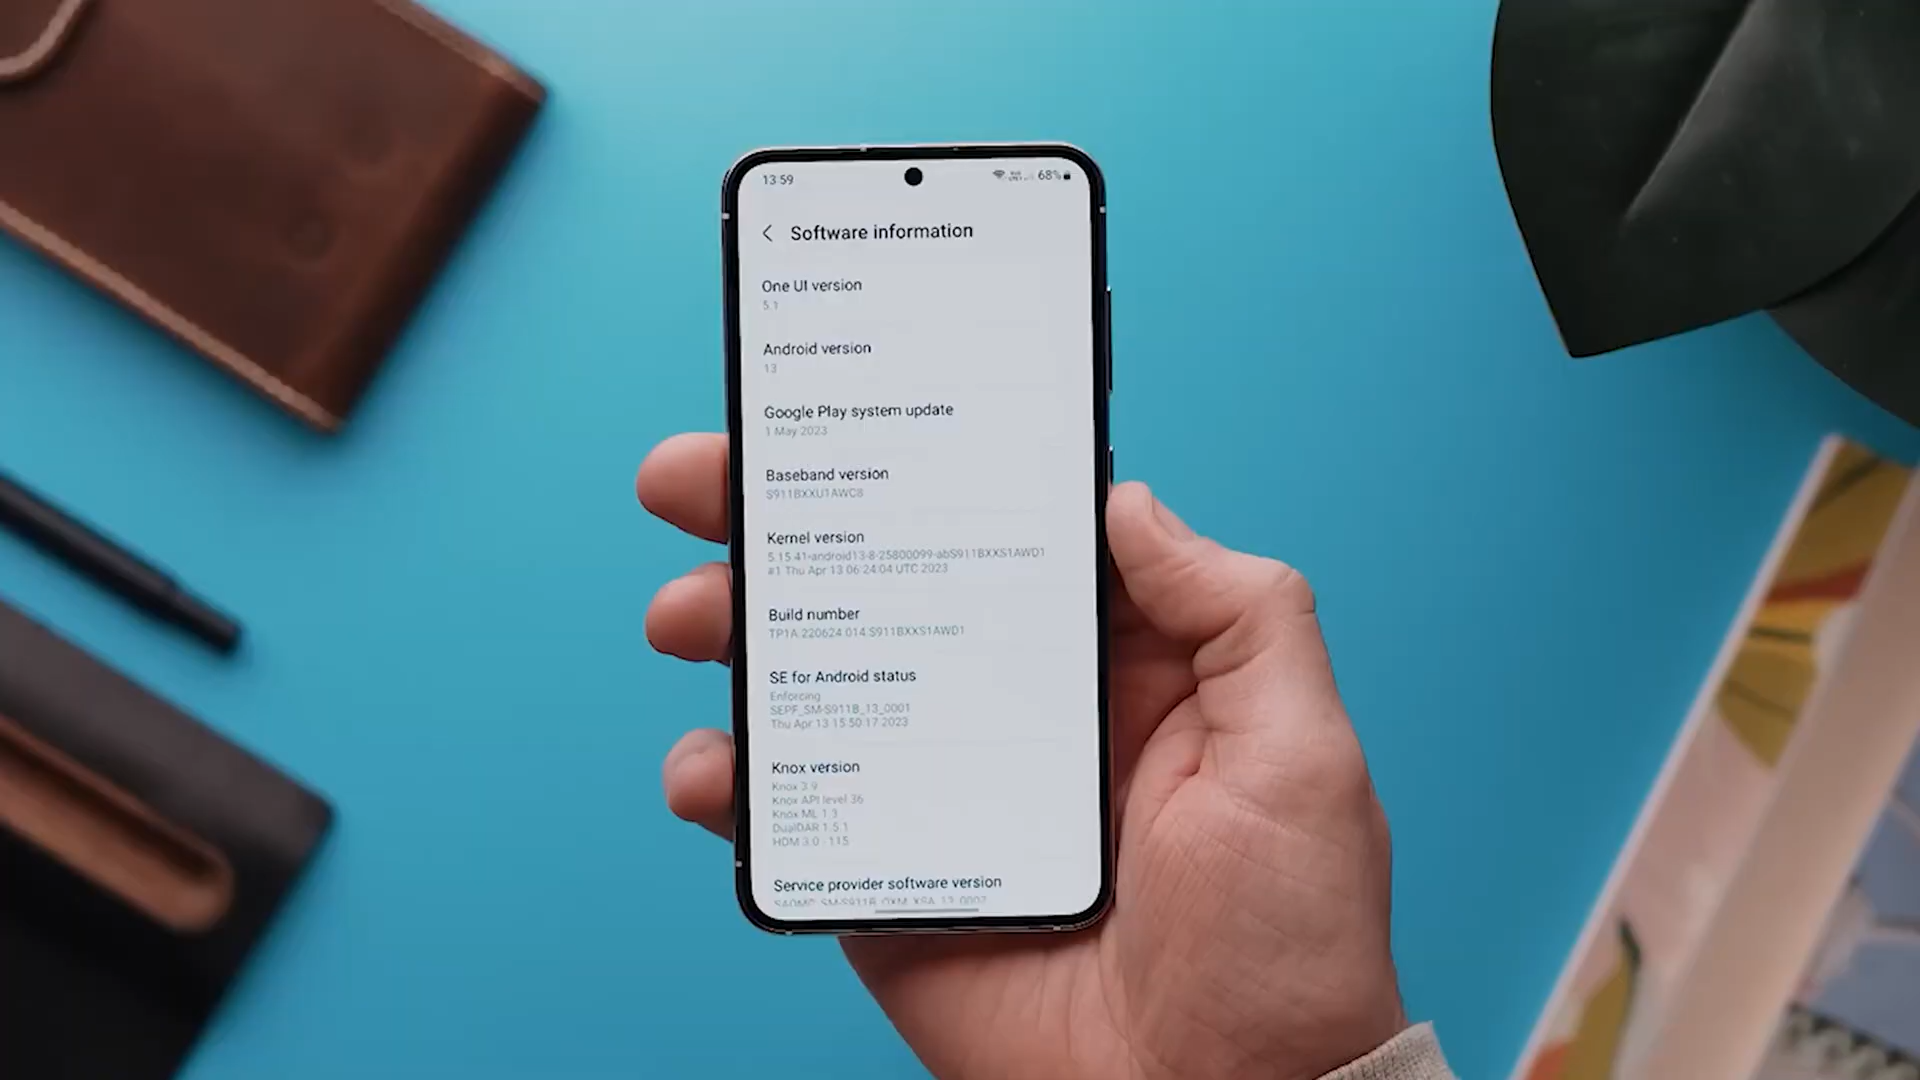 13:59
68%
Software information
One UI version
5.1
Android version
13
Google Play system update
1 May 2023
Baseband version
S911BXXU1AWC8
Kernel version
5.15.41-android13-8-25800099-abS911BXXS1AWD1
#1 Thu Apr 13 06:24:04 UTC 2023
Build number
TP1A.220624.014.S911BXXS1AWD1
SE for Android status
Enforcing
SEPF_SM-S911B_13_0001
Thu Apr 13 15:50:17 2023
Knox version
Knox 3.9
Knox API level 36
Knox ML 1.3
DualDAR 1.5.1
HDM 3.0 - 115
Service provider software version